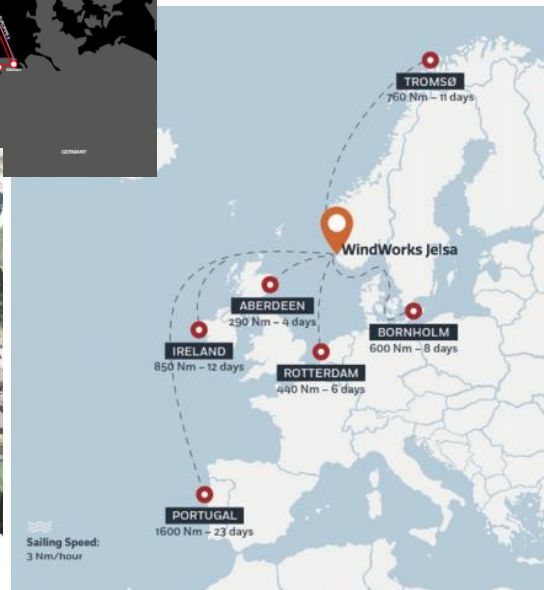 GERMANY
TROMSØ
760 Nm – 11 days
WindWorks Jelsa
ABERDEEN
290 Nm – 4 days
BORNHOLM
600 Nm – 8 days
IRELAND
850 Nm – 12 days
ROTTERDAM
440 Nm – 6 days
PORTUGAL
1600 Nm – 23 days
Sailing Speed:
3 Nm/hour